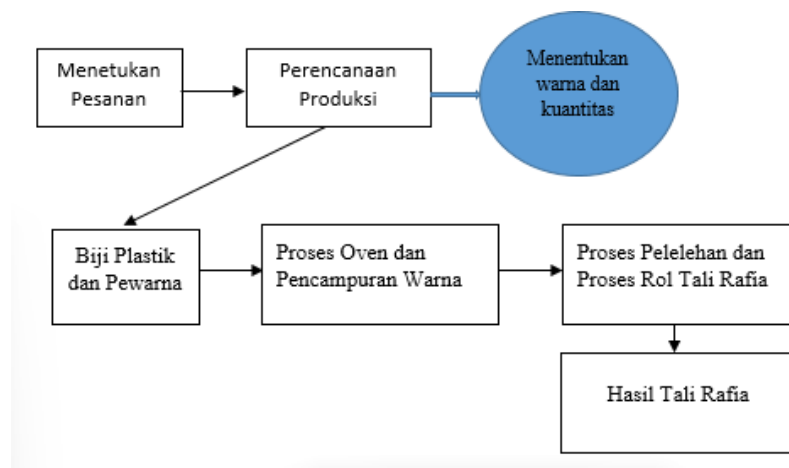 Menetukan
Pesanan
Perencanaan
Produksi
Menentukan
warna dan
kuantitas
Biji Plastik
dan Pewarna
Proses Oven dan
Pencampuran Warna
Proses Pelelehan dan
Proses Rol Tali Rafia
Hasil Tali Rafia